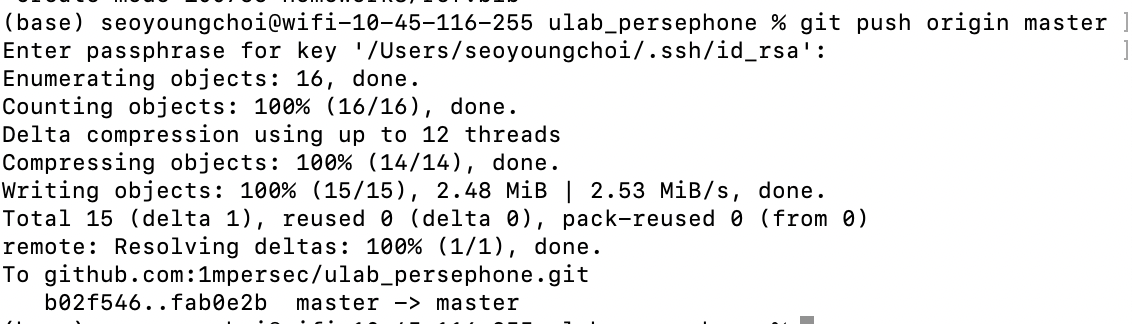 (base) seoyoungchoi@wifi-10-45-116-255 ulab_persephone % git push origin master ]
Enter passphrase for key '/Users/seoyoungchoi/.ssh/id_rsa': ]
Enumerating objects: 16, done.
Counting objects: 100% (16/16), done.
Delta compression using up to 12 threads
Compressing objects: 100% (14/14), done.
Writing objects: 100% (15/15), 2.48 MiB | 2.53 MiB/s, done.
Total 15 (delta 1), reused 0 (delta 0), pack-reused 0 (from 0)
remote: Resolving deltas: 100% (1/1), done.
To github.com:1mpersec/ulab_persephone.git
b02f546..fab0e2b  master -> master